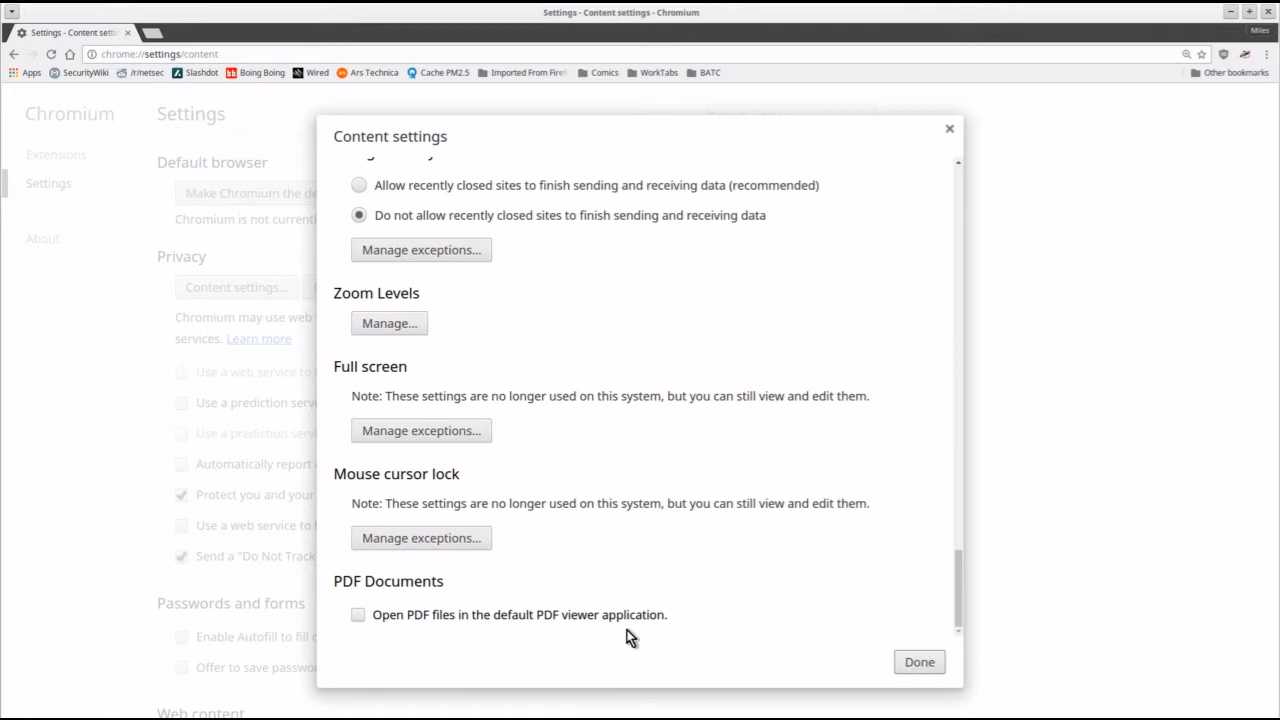 Settings - Content settings - Chromium
Settings - Content setti
Miles
chrome://settings/content
Apps SecurityWiki /r/netsec Slashdot Boing Boing Wired Ars Technica Cache PM2.5 Imported From Firef Comics WorkTabs BATC Other bookmarks
Chromium
Extensions
Settings
About
Settings
Default browser
Make Chromium the de
Chromium is not current
Privacy
Content settings...
Chromium may use web s
services. Learn more
Use a web service to
Use a prediction serv
Use a prediction servi
Automatically report
Protect you and your
Use a web service to
Send a "Do Not Track"
Passwords and forms
Enable Autofill to fill
Offer to save passwor
Web content
Content settings
Allow recently closed sites to finish sending and receiving data (recommended)
Do not allow recently closed sites to finish sending and receiving data
Manage exceptions...
Zoom Levels
Manage...
Full screen
Note: These settings are no longer used on this system, but you can still view and edit them.
Manage exceptions...
Mouse cursor lock
Note: These settings are no longer used on this system, but you can still view and edit them.
Manage exceptions...
PDF Documents
Open PDF files in the default PDF viewer application.
Done